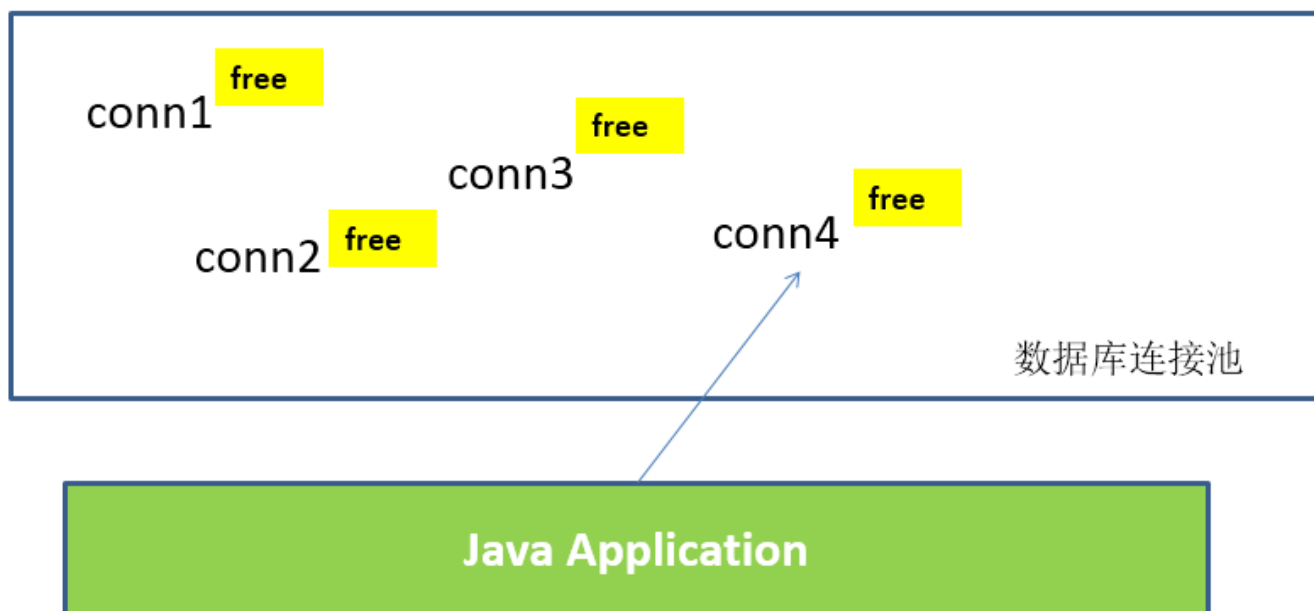 free
conn1
free
conn3
free
conn4
free
conn2
数据库连接池
Java Application